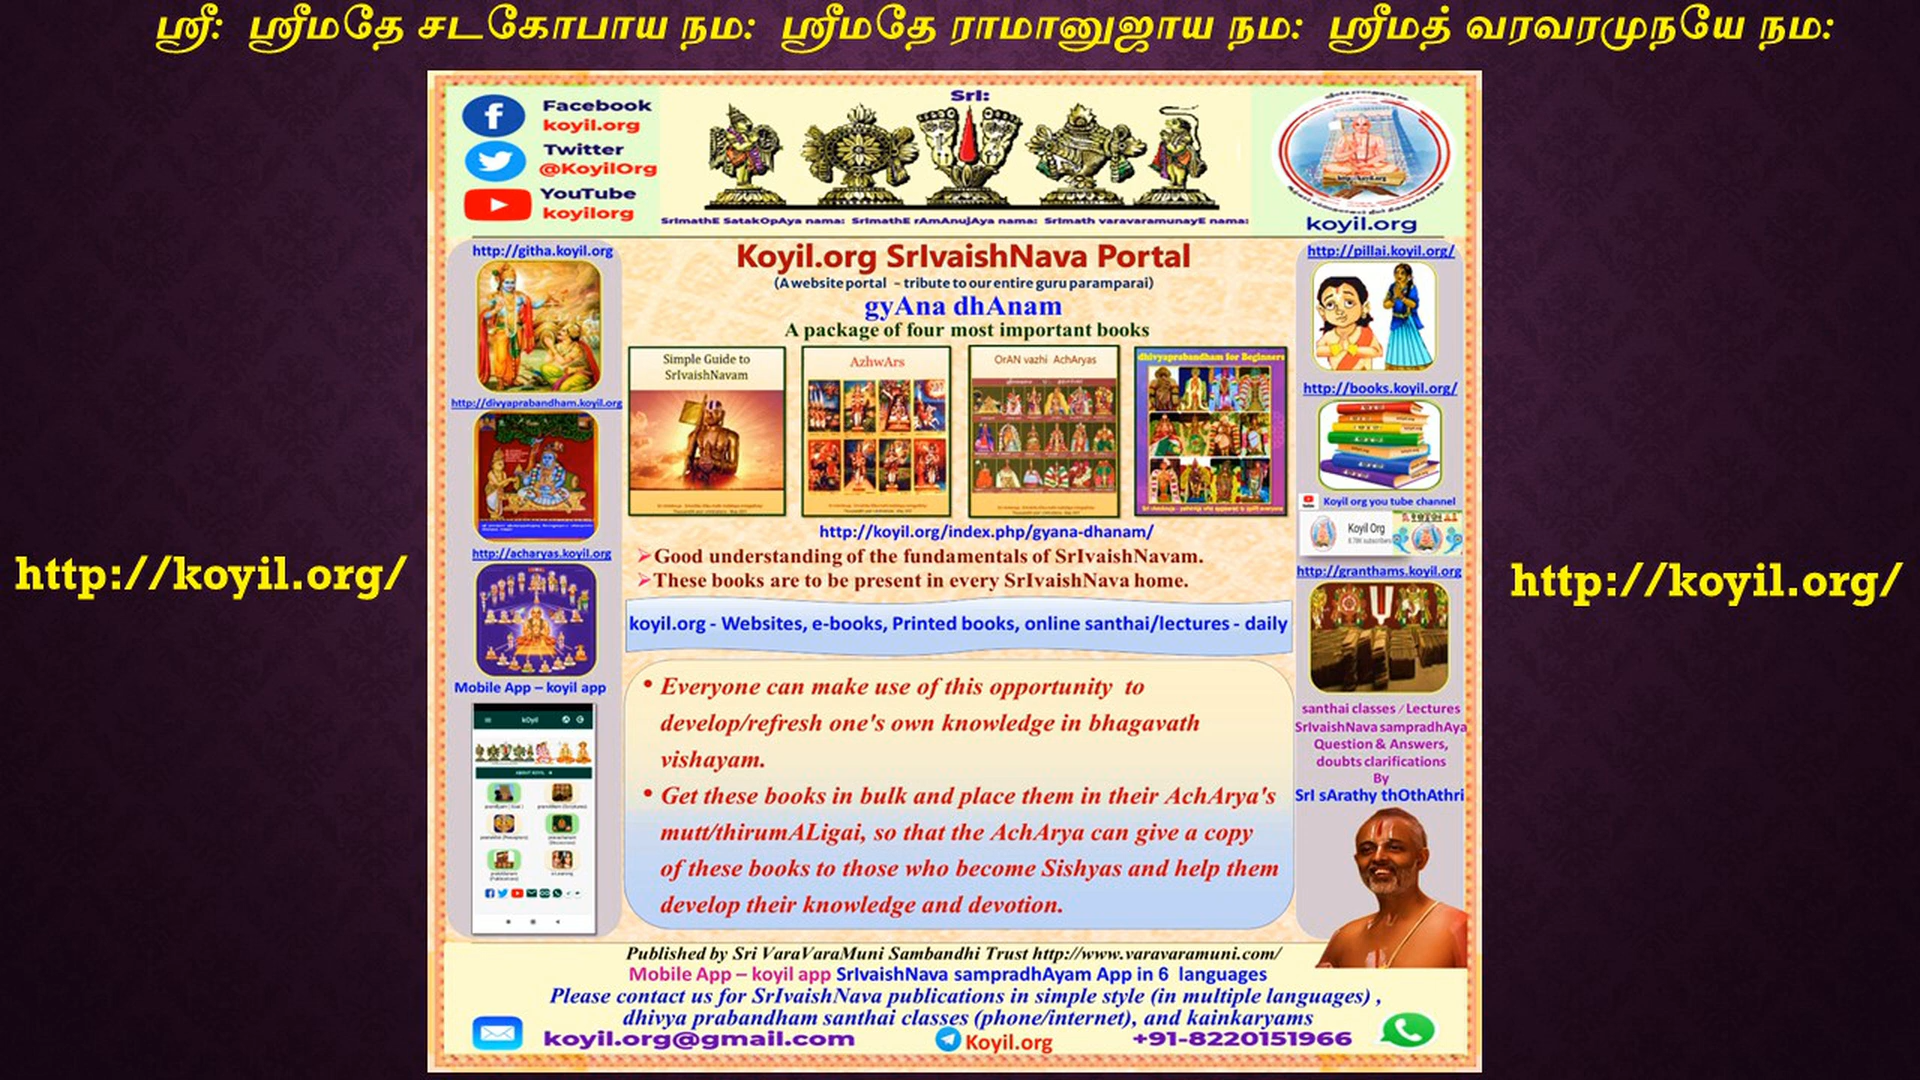 ஸ்ரீ: ஸ்ரீமதே சடகோபாய நம: ஸ்ரீமதே ராமானுஜாய நம: ஸ்ரீமத் வரவரமுநயே நம:
Facebook
koyil.org
Twitter
@KoyilOrg
YouTube
koyilorg
SrI:
SrImathE SatakOpAya nama: SrImathE rAmAnujAya nama: SrImath varavaramunayE nama:
http://koyil.org
koyil.org
http://githa.koyil.org
http://divyaprabandham.koyil.org
http://acharyas.koyil.org
Mobile App – koyil app
kOyil
ABOUT KOYIL
Koyil.org SrIvaishNava Portal
(A website portal – tribute to our entire guru paramparai)
gyAna dhAnam
A package of four most important books
Simple Guide to
SrIvaishNavam
AzhwArs
OrAN vazhi AchAryas
dhivyaprabandham for Beginners
http://koyil.org/index.php/gyana-dhanam/
➢Good understanding of the fundamentals of SrIvaishNavam.
➢These books are to be present in every SrIvaishNava home.
koyil.org - Websites, e-books, Printed books, online santhai/lectures - daily
• Everyone can make use of this opportunity to
develop/refresh one's own knowledge in bhagavath
vishayam.
• Get these books in bulk and place them in their AchArya's
mutt/thirumALigai, so that the AchArya can give a copy
of these books to those who become Sishyas and help them
develop their knowledge and devotion.
http://pillai.koyil.org/
http://books.koyil.org/
Koyil org you tube channel
Koyil Org
http://granthams.koyil.org
santhai classes / Lectures
SrIvaishNava sampradhAya
Question & Answers,
doubts clarifications
By
SrI sArathy thOthAthri
http://koyil.org/
http://koyil.org/
Published by Sri VaraVaraMuni Sambandhi Trust http://www.varavaramuni.com/
Mobile App – koyil app SrIvaishNava sampradhAyam App in 6 languages
Please contact us for SrIvaishNava publications in simple style (in multiple languages) ,
dhivya prabandham santhai classes (phone/internet), and kainkaryams
koyil.org@gmail.com Koyil.org +91-8220151966